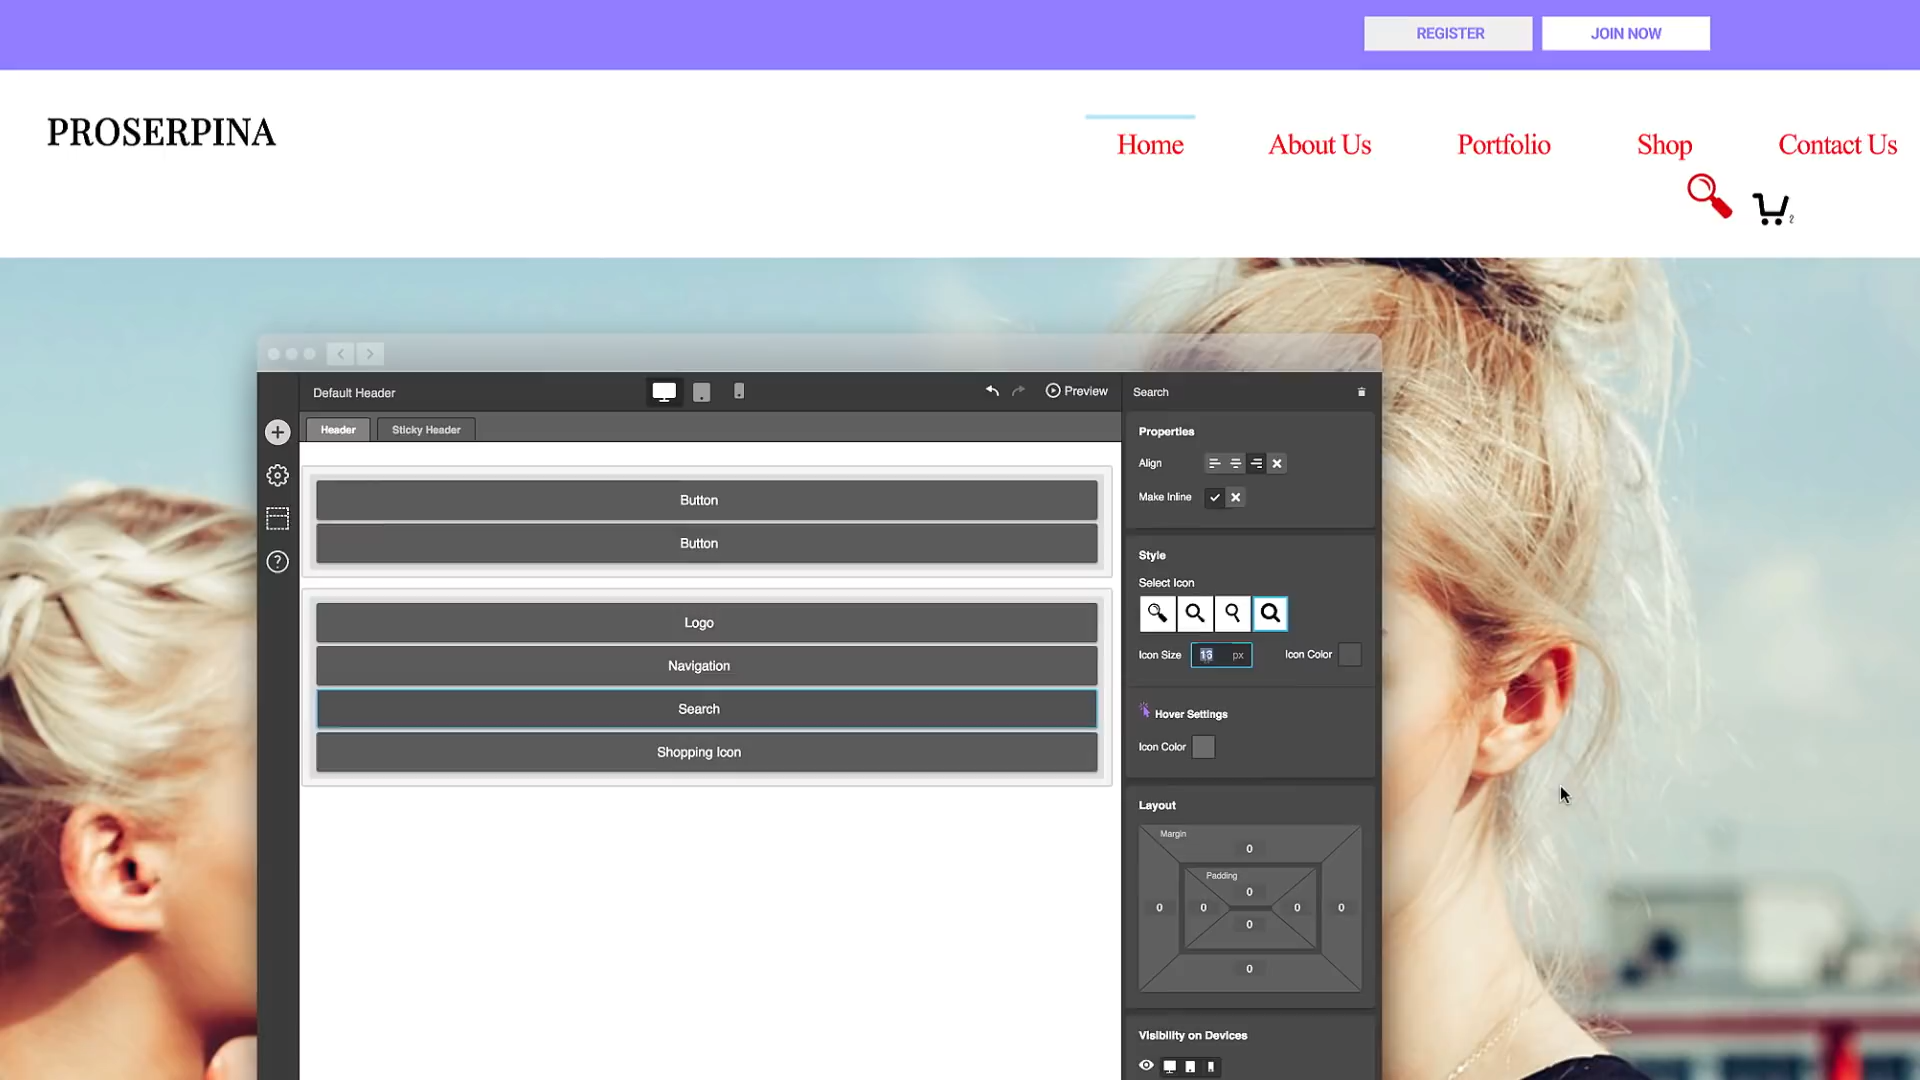 REGISTER
JOIN NOW
PROSERPINA
Home
About Us
Portfolio
Shop
Contact Us
2
Default Header
Preview
Search
Header
Sticky Header
Properties
Align
Make Inline
Button
Button
Style
Select Icon
Logo
Icon Size
13 px
Icon Color
Navigation
Search
Hover Settings
Shopping Icon
Icon Color
Layout
Margin
0
Padding
0
0 0 0 0
0
0
Visibility on Devices